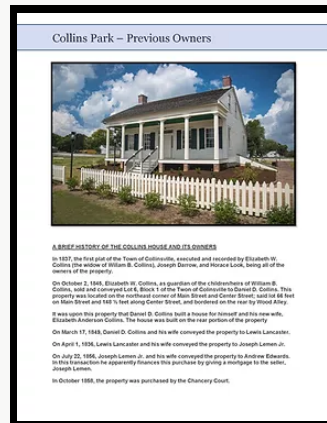 Collins Park – Previous Owners
A BRIEF HISTORY OF THE COLLINS HOUSE AND ITS OWNERS
In 1837, the first plat of the Town of Collinsville, executed and recorded by Elizabeth W.
Collins (the widow of Willam B. Collins), Joseph Darrow, and Horace Look, being all of the
owners of the property.
On October 2, 1845, Elizabeth W. Collins, as guardian of the children/heirs of William B.
Collins, sold and conveyed Lot 6, Block 1 of the Twon of Collinsville to Daniel D. Collins. This
property was located on the northeast corner of Main Street and Center Street; said lot 66 feet
on Main Street and 148 ½ feet along Center Street, and bordered on the rear by Wood Alley.
It was upon this property that Daniel D. Collins built a house for himself and his new wife,
Elizabeth Anderson Collins. The house was built on the rear portion of the property
On March 17, 1848, Daniel D. Collins and his wife conveyed the property to Lewis Lancaster.
On April 1, 1836, Lewis Lancaster and his wife conveyed the property to Joseph Lemen Jr.
On July 22, 1856, Joseph Lemen Jr. and his wife conveyed the property to Andrew Edwards.
In this transaction he apparently finances this purchase by giving a mortgage to the seller,
Joseph Lemen.
In October 1858, the property was purchased by the Chancery Court.